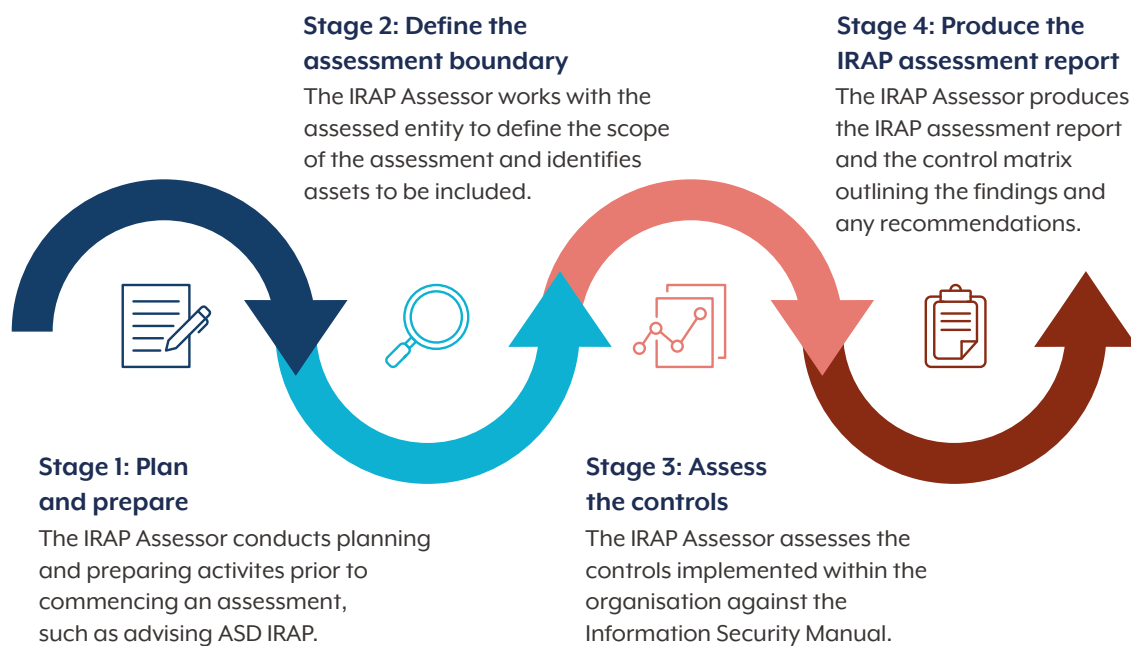 Stage 1: Plan
and prepare
The IRAP Assessor conducts planning
and preparing activites prior to
commencing an assessment,
such as advising ASD IRAP.
Stage 2: Define the
assessment boundary
The IRAP Assessor works with the
assessed entity to define the scope
of the assessment and identifies
assets to be included.
Stage 3: Assess
the controls
The IRAP Assessor assesses the
controls implemented within the
organisation against the
Information Security Manual.
Stage 4: Produce the
IRAP assessment report
The IRAP Assessor produces
the IRAP assessment report
and the control matrix
outlining the findings and
any recommendations.